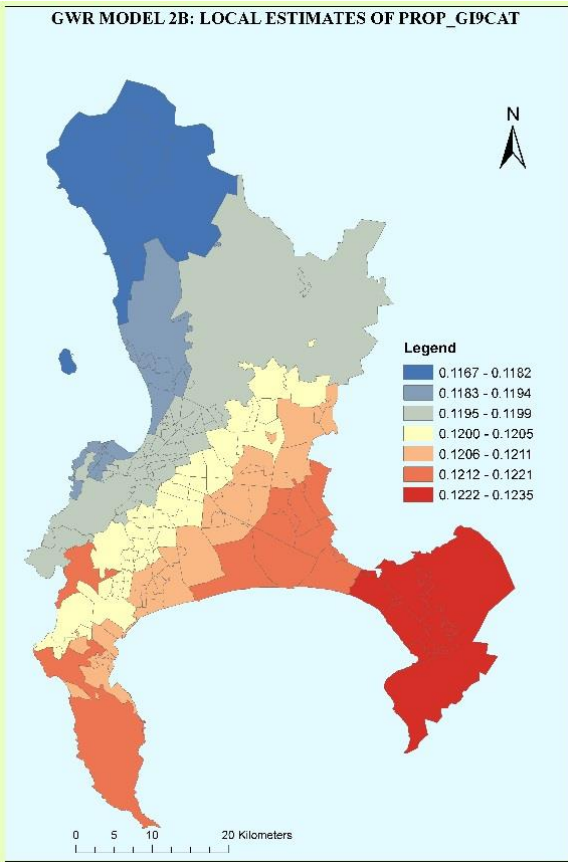 GWR MODEL 2B: LOCAL ESTIMATES OF PROP_GI9CAT
N
Legend
0.1167 - 0.1182
0.1183 - 0.1194
0.1195 - 0.1199
0.1200 - 0.1205
0.1206 - 0.1211
0.1212 - 0.1221
0.1222 - 0.1235
0 5 10 20 Kilometers